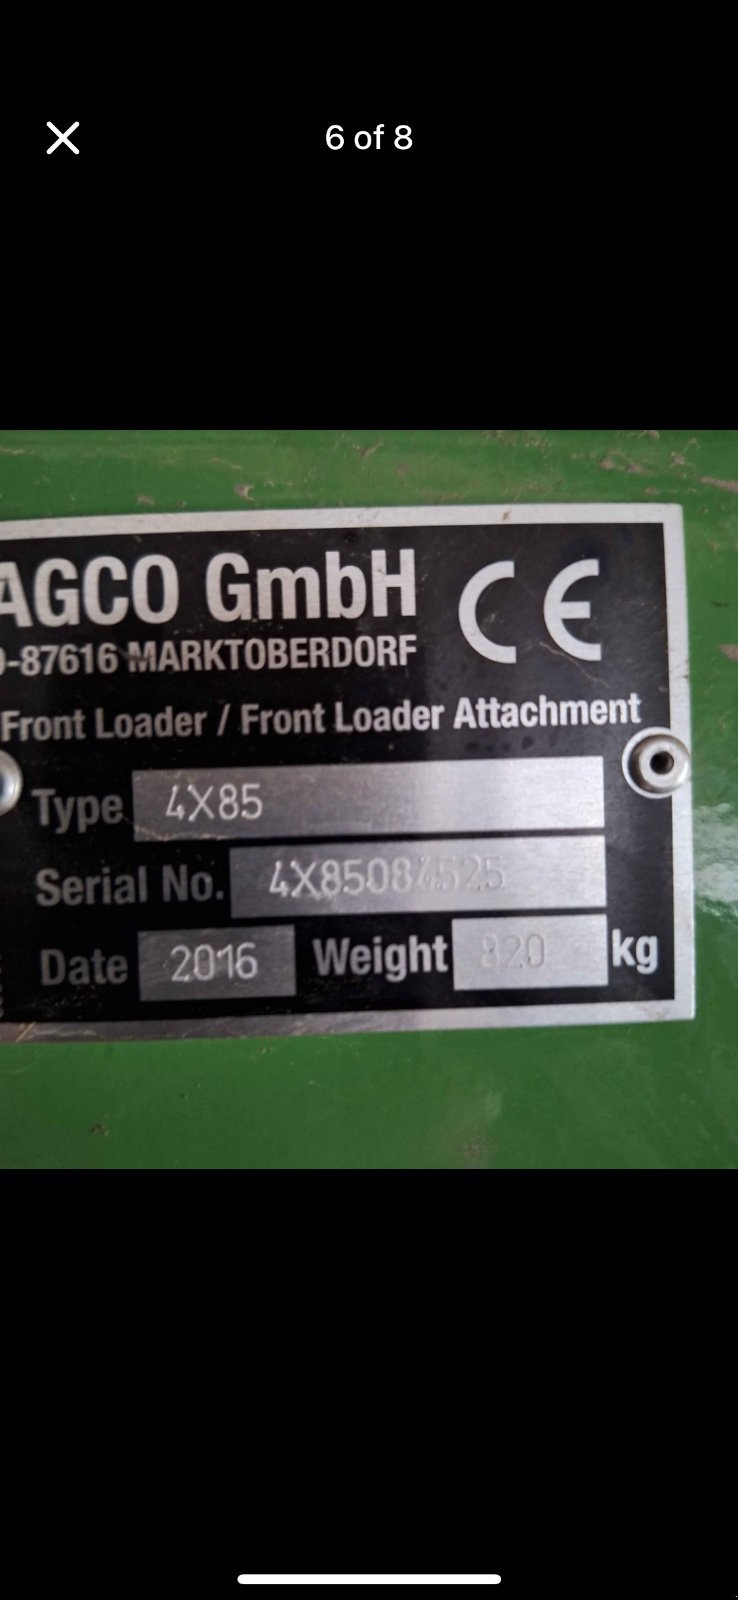 6 of 8
AGCO GmbH CE
D-87616 MARKTOBERDORF
Front Loader / Front Loader Attachment
Type 4X85
Serial No. 4X85084525
Date 2016 Weight 820 kg